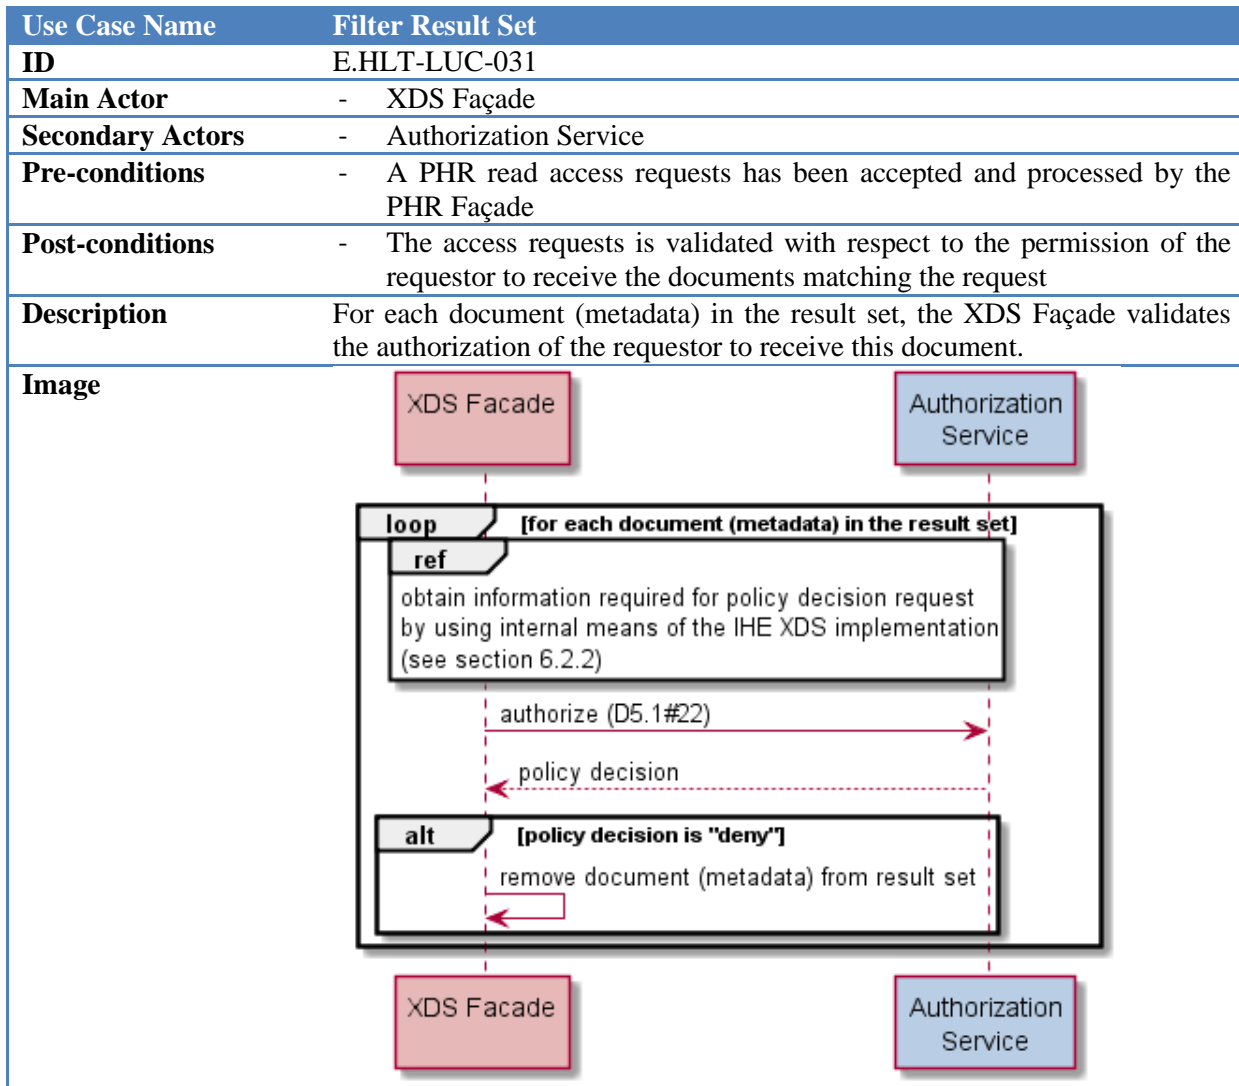 Use Case Name Filter Result Set
ID E.HLT-LUC-031
Main Actor - XDS Façade
Secondary Actors - Authorization Service
Pre-conditions - A PHR read access requests has been accepted and processed by the
PHR Façade
Post-conditions - The access requests is validated with respect to the permission of the
requestor to receive the documents matching the request
Description For each document (metadata) in the result set, the XDS Façade validates
the authorization of the requestor to receive this document.
Image
XDS Facade
Authorization
Service
loop [for each document (metadata) in the result set]
ref
obtain information required for policy decision request
by using internal means of the IHE XDS implementation
(see section 6.2.2)
authorize (D5.1#22)
policy decision
alt [policy decision is "deny"]
remove document (metadata) from result set
XDS Facade
Authorization
Service